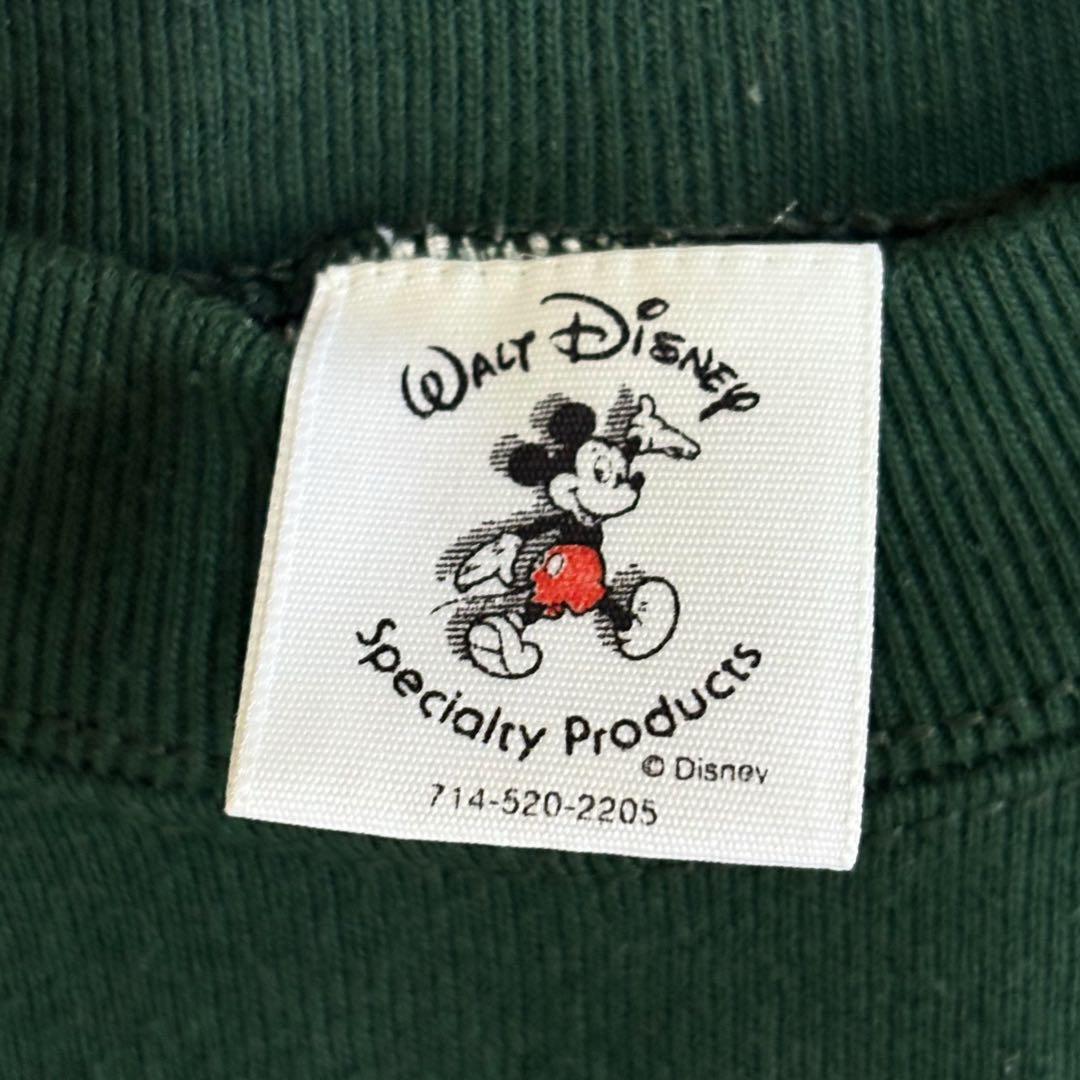 Walt Disney
Specialty Products
© Disney
714-520-2205